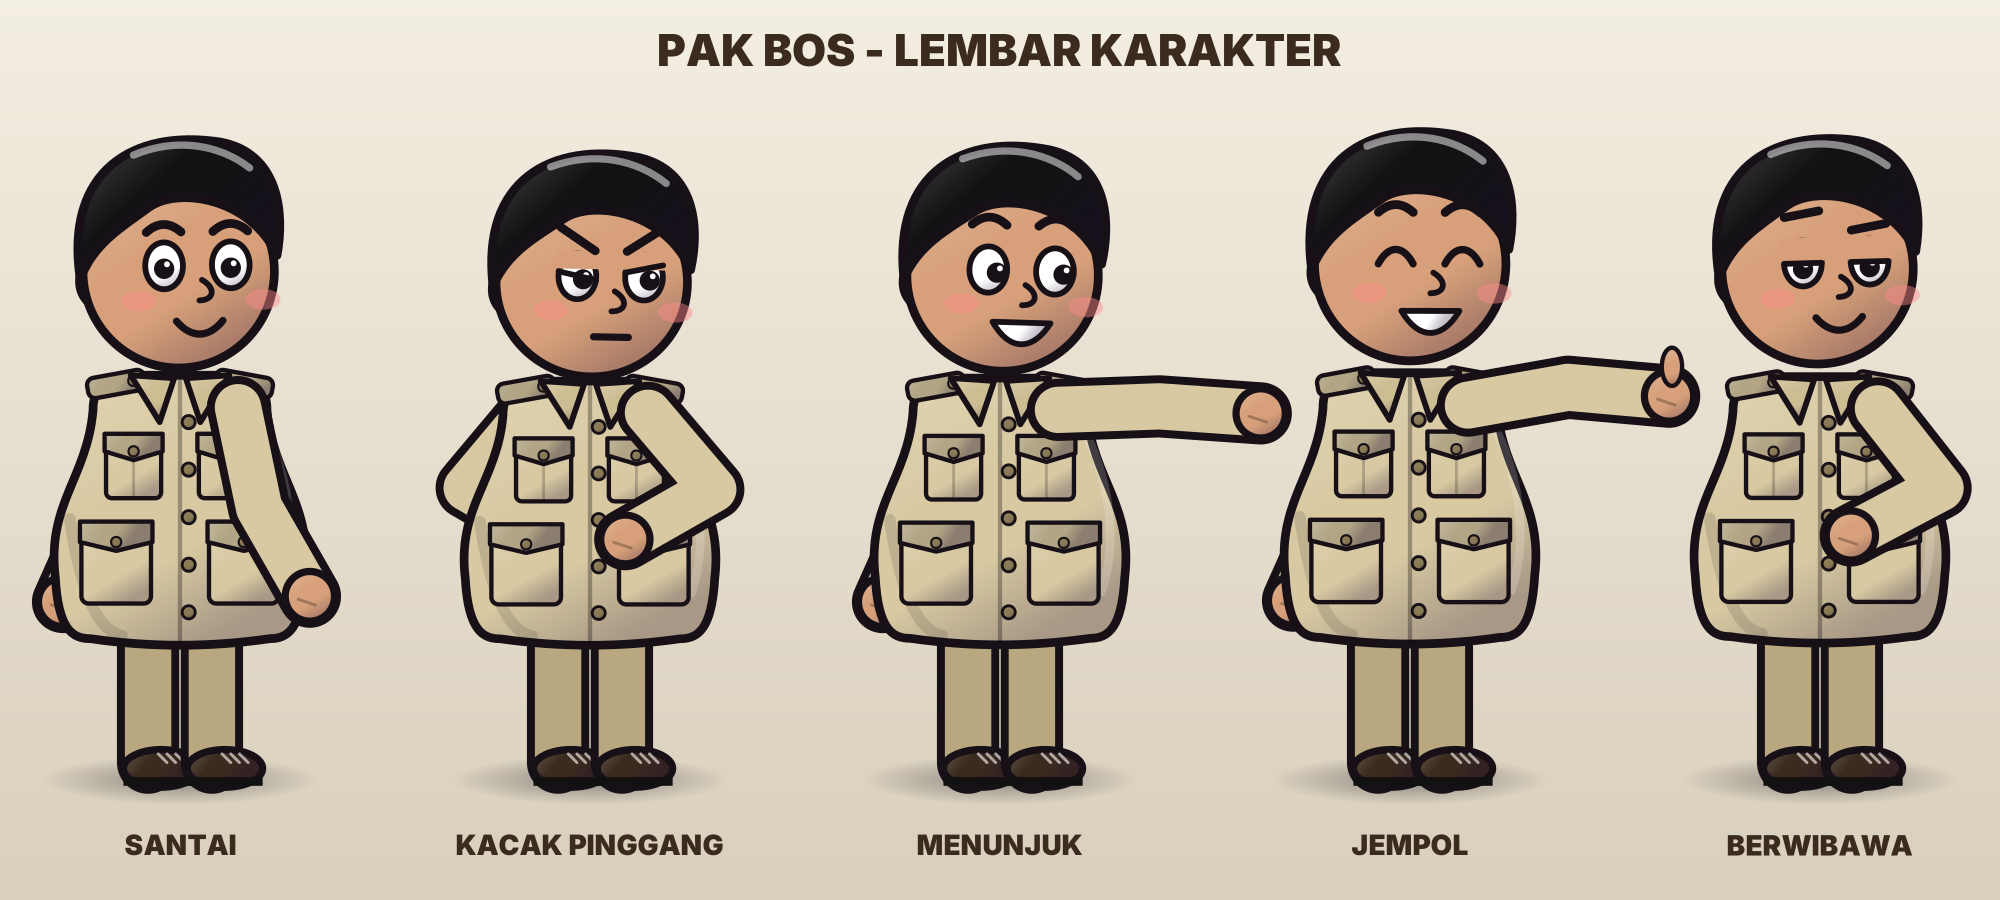 PAK BOS - LEMBAR KARAKTER
SANTAI
KACAK PINGGANG
MENUNJUK
JEMPOL
BERWIBAWA